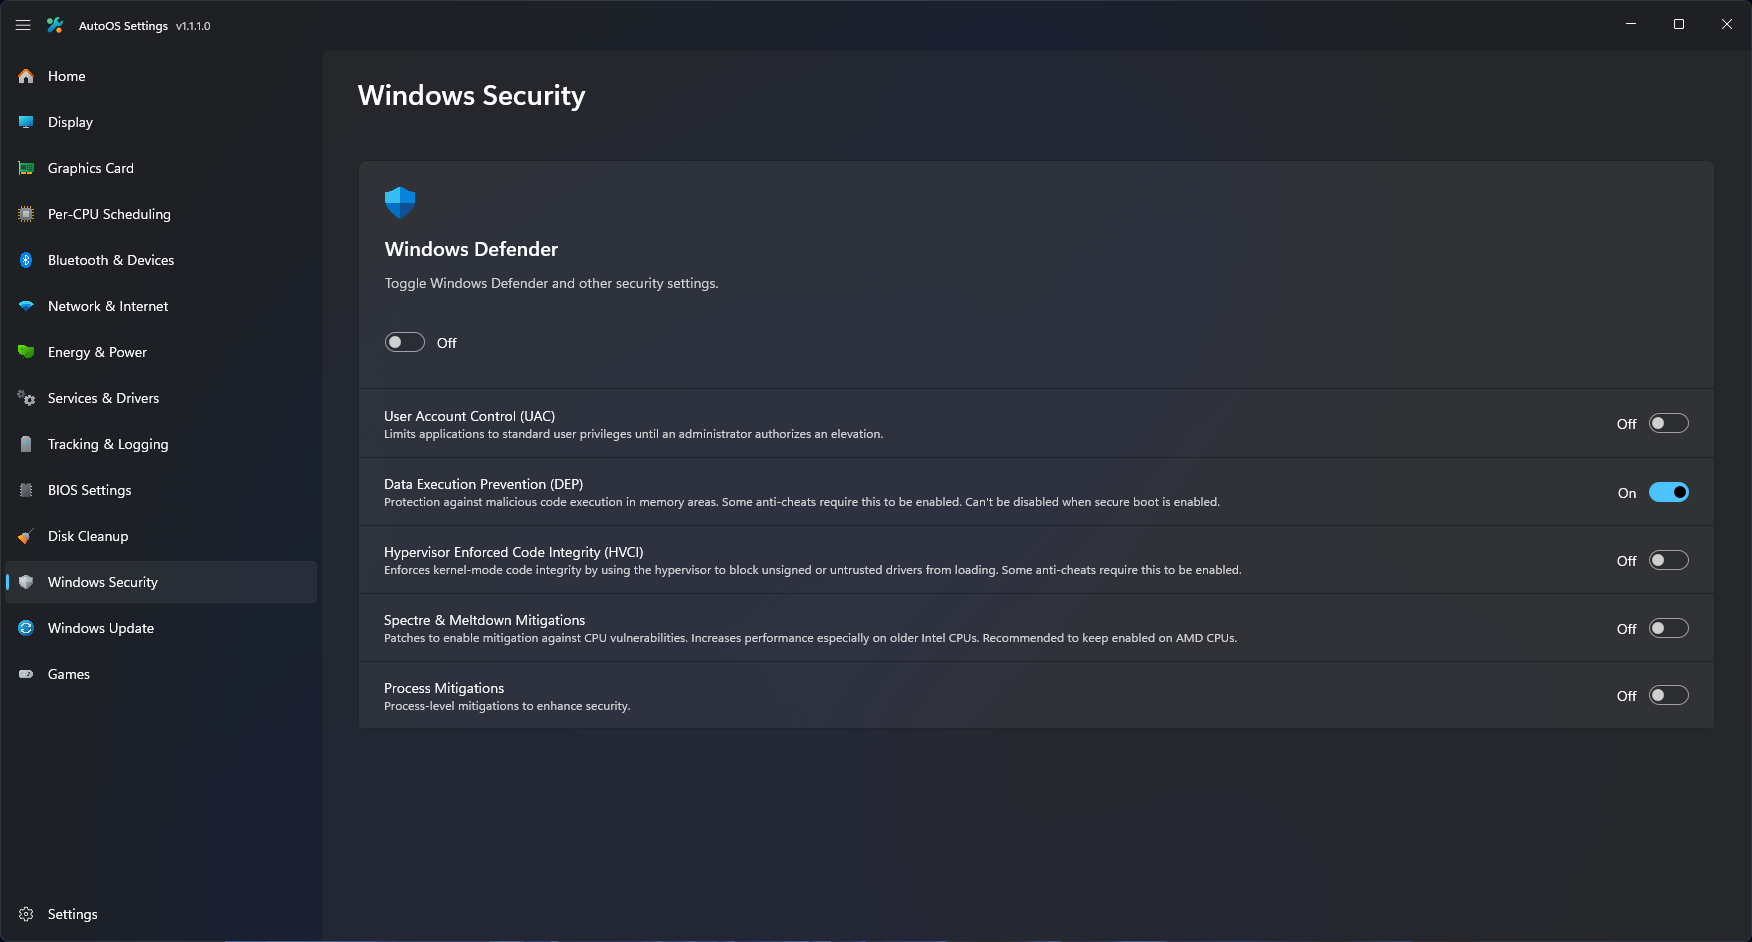 AutoOS Settings v1.1.1.0
Home
Display
Graphics Card
Per-CPU Scheduling
Bluetooth & Devices
Network & Internet
Energy & Power
Services & Drivers
Tracking & Logging
BIOS Settings
Disk Cleanup
Windows Security
Windows Update
Games
Settings
Windows Security
Windows Defender
Toggle Windows Defender and other security settings.
Off
User Account Control (UAC)
Limits applications to standard user privileges until an administrator authorizes an elevation.
Off
Data Execution Prevention (DEP)
Protection against malicious code execution in memory areas. Some anti-cheats require this to be enabled. Can't be disabled when secure boot is enabled.
On
Hypervisor Enforced Code Integrity (HVCI)
Enforces kernel-mode code integrity by using the hypervisor to block unsigned or untrusted drivers from loading. Some anti-cheats require this to be enabled.
Off
Spectre & Meltdown Mitigations
Patches to enable mitigation against CPU vulnerabilities. Increases performance especially on older Intel CPUs. Recommended to keep enabled on AMD CPUs.
Off
Process Mitigations
Process-level mitigations to enhance security.
Off